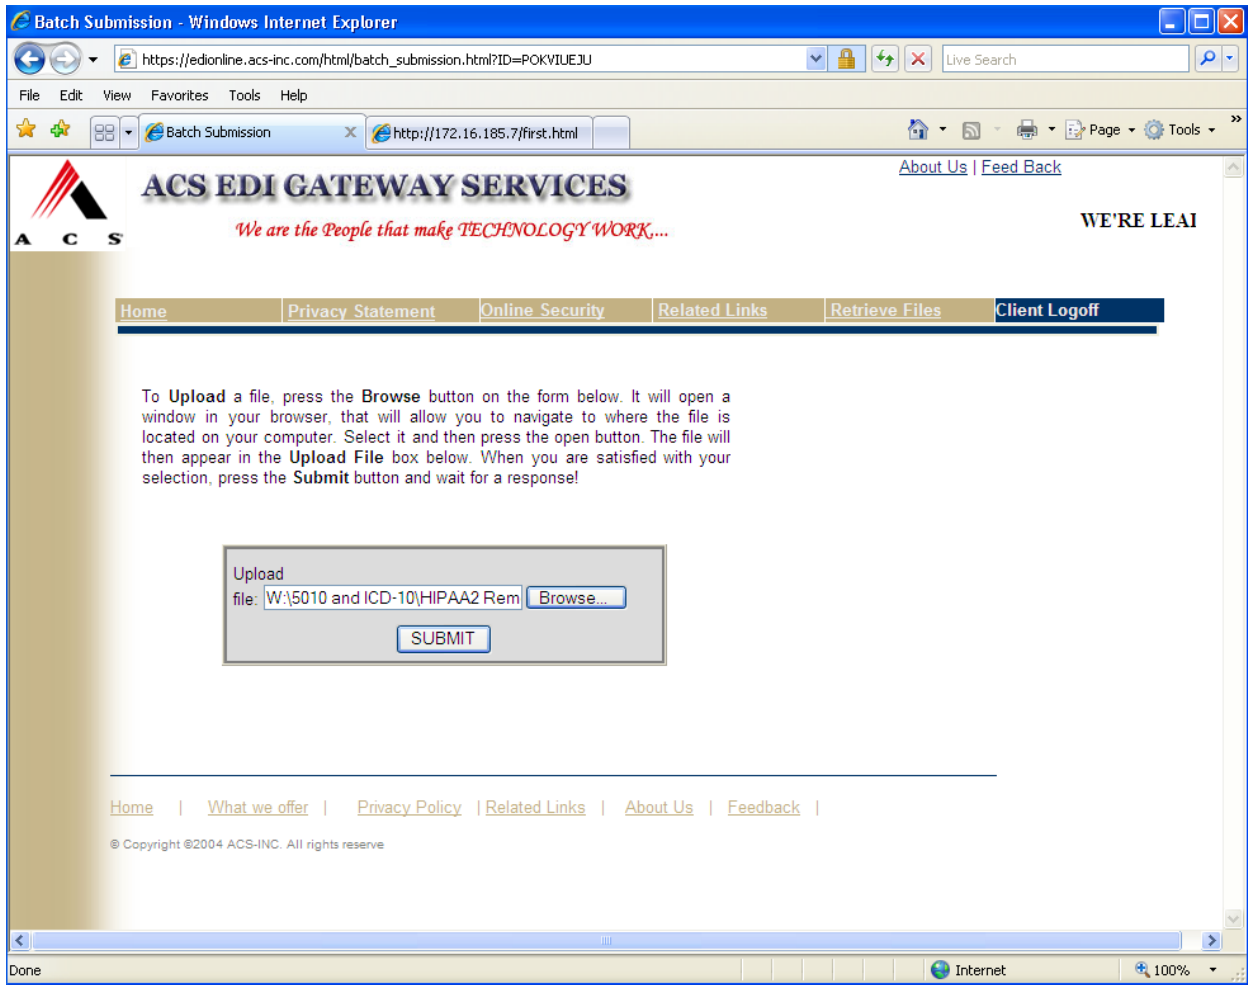 Batch Submission - Windows Internet Explorer
https://edionline.acs-inc.com/html/batch_submission.html?ID=POKVIUEJU
Live Search
File Edit View Favorites Tools Help
Batch Submission X http://172.16.185.7/first.html Page Tools »
ACS EDI GATEWAY SERVICES
About Us | Feed Back
We are the People that make TECHNOLOGY WORK,...
WE'RE LEAI
A C S
Home Privacy Statement Online Security Related Links Retrieve Files Client Logoff
To Upload a file, press the Browse button on the form below. It will open a
window in your browser, that will allow you to navigate to where the file is
located on your computer. Select it and then press the open button. The file will
then appear in the Upload File box below. When you are satisfied with your
selection, press the Submit button and wait for a response!
Upload
file: W:\5010 and ICD-10\HIPAA2 Rem Browse...
SUBMIT
Home | What we offer | Privacy Policy | Related Links | About Us | Feedback |
© Copyright ©2004 ACS-INC. All rights reserve
Done Internet 100%